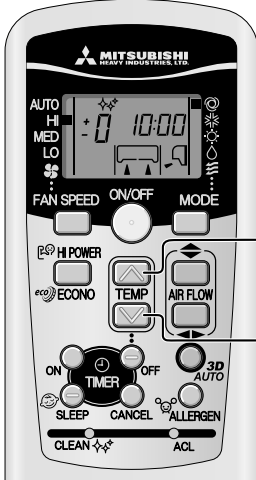 MITSUBISHI
HEAVY INDUSTRIES, LTD.
AUTO
HI
MED
LO
+
- 0 10:00
FAN SPEED ON/OFF MODE
HI POWER
eco ECONO TEMP AIR FLOW
ON TIMER OFF
3D
AUTO
SLEEP CANCEL ALLERGEN
CLEAN ACL